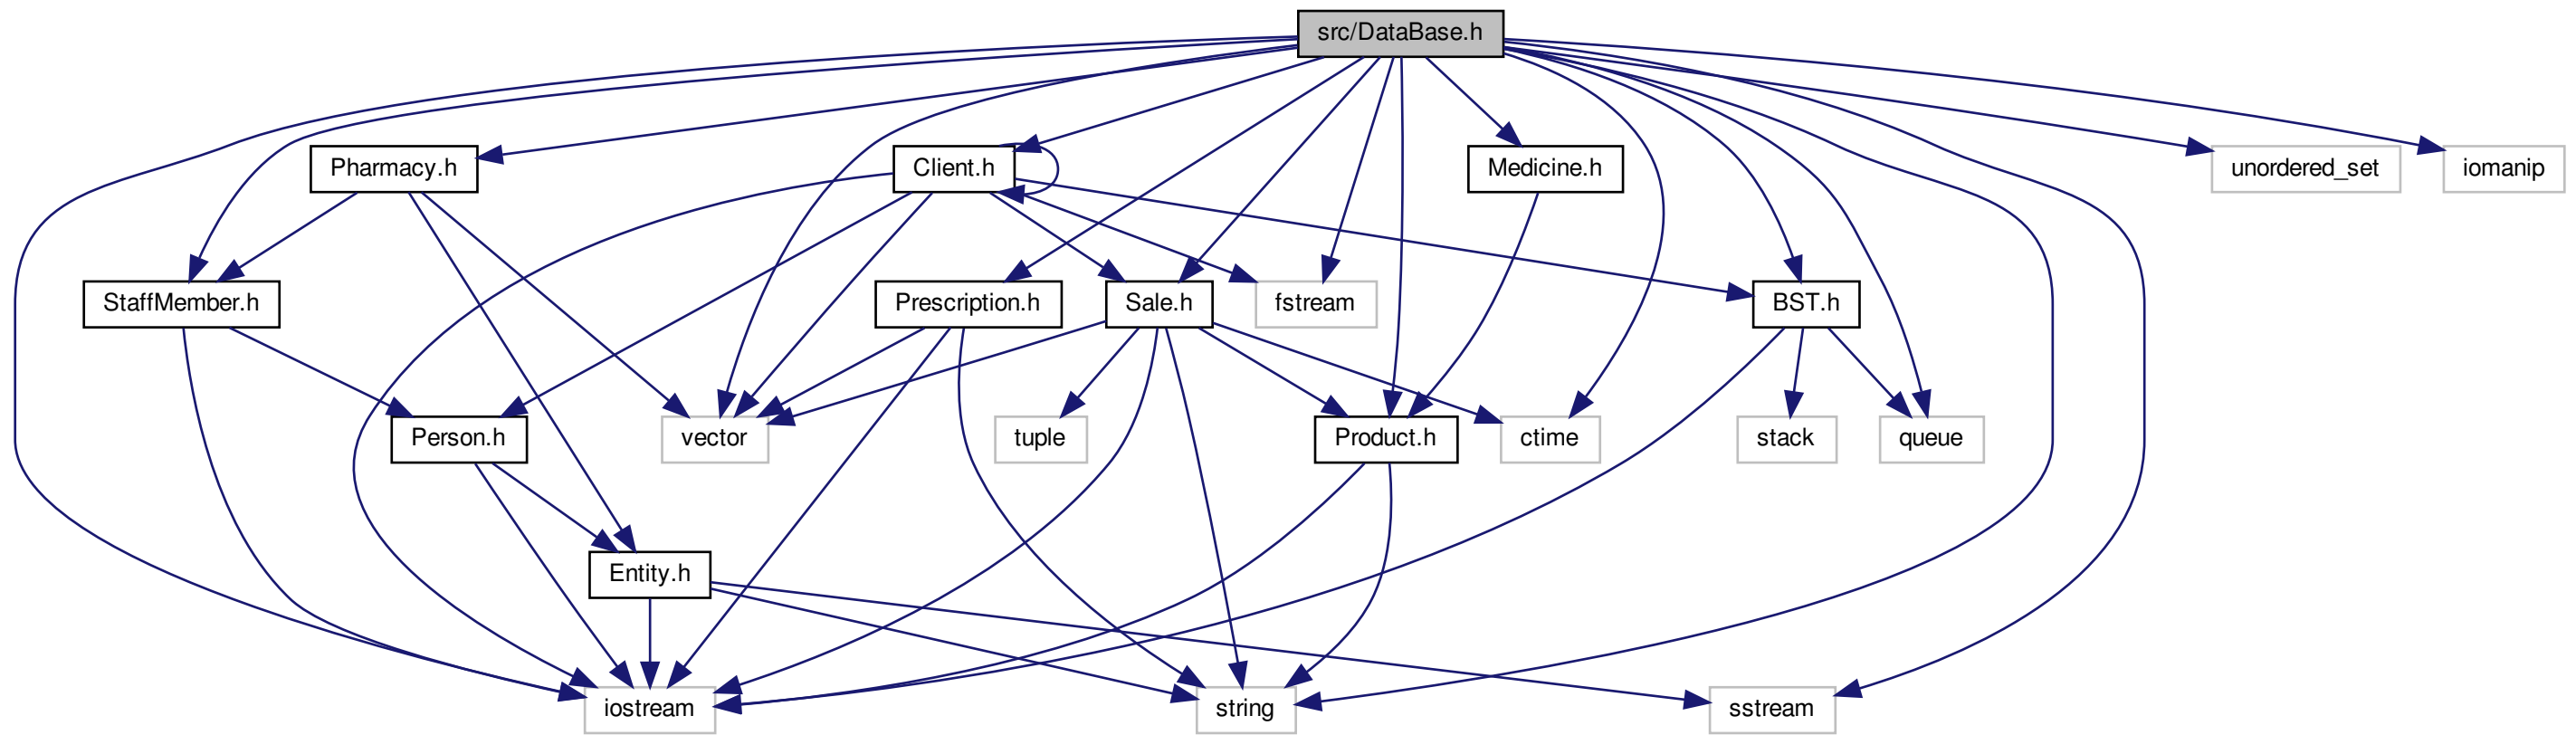 src/DataBase.h
Pharmacy.h
Client.h
Medicine.h
unordered_set
iomanip
StaffMember.h
Prescription.h
Sale.h
fstream
BST.h
Person.h
vector
tuple
Product.h
ctime
stack
queue
Entity.h
iostream
string
sstream